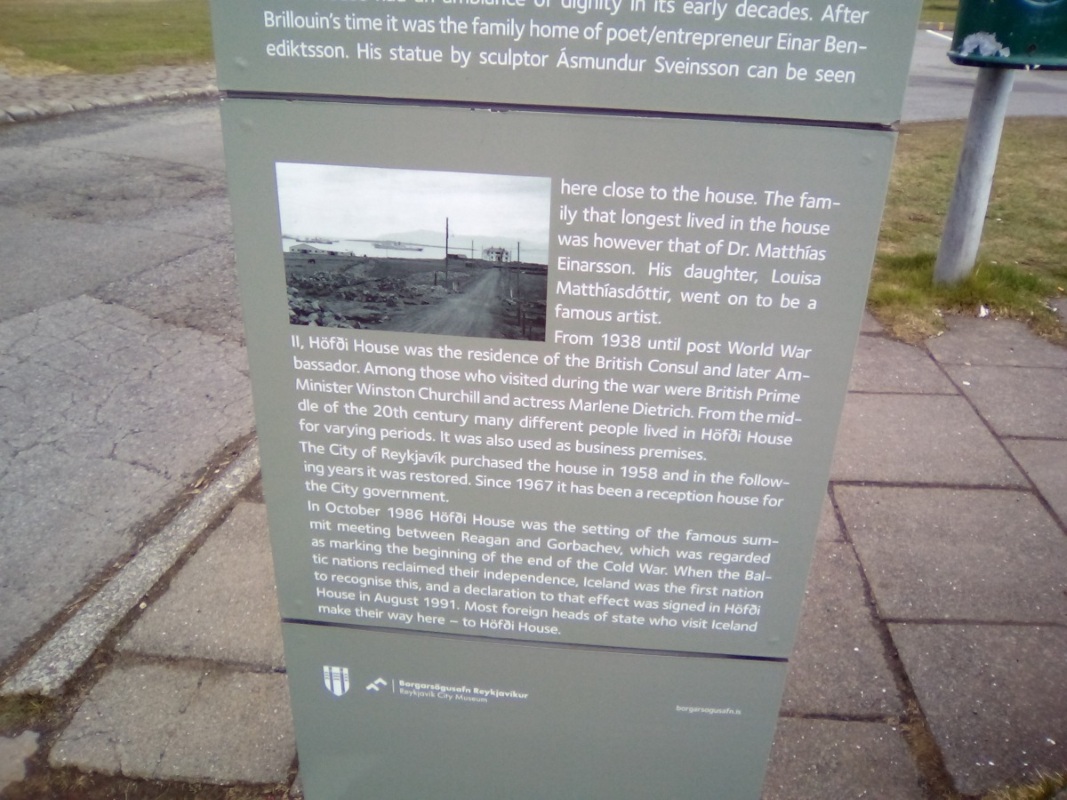 had an ambiance of dignity in its early decades. After
Brillouin's time it was the family home of poet/entrepreneur Einar Ben-
ediktsson. His statue by sculptor Ásmundur Sveinsson can be seen
here close to the house. The fam-
ily that longest lived in the house
was however that of Dr. Matthías
Einarsson. His daughter, Louisa
Matthíasdóttir, went on to be a
famous artist.
From 1938 until post World War
II, Höfði House was the residence of the British Consul and later Am-
bassador. Among those who visited during the war were British Prime
Minister Winston Churchill and actress Marlene Dietrich. From the mid-
dle of the 20th century many different people lived in Höfði House
for varying periods. It was also used as business premises.
The City of Reykjavík purchased the house in 1958 and in the follow-
ing years it was restored. Since 1967 it has been a reception house for
the City government.
In October 1986 Höfði House was the setting of the famous sum-
mit meeting between Reagan and Gorbachev, which was regarded
as marking the beginning of the end of the Cold War. When the Bal-
tic nations reclaimed their independence, Iceland was the first nation
to recognise this, and a declaration to that effect was signed in Höfði
House in August 1991. Most foreign heads of state who visit Iceland
make their way here – to Höfði House.
Borgarsögusafn Reykjavíkur
Reykjavík City Museum
borgarsogusafn.is